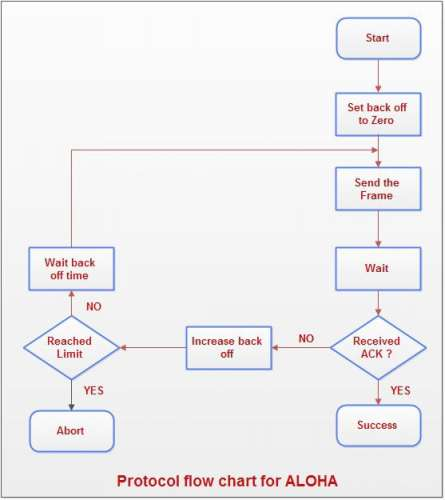 Start
Set back off
to Zero
Send the
Frame
Wait
Received
ACK ?
YES
Success
NO
Increase back
off
Reached
Limit
NO
Wait back
off time
YES
Abort
Protocol flow chart for ALOHA